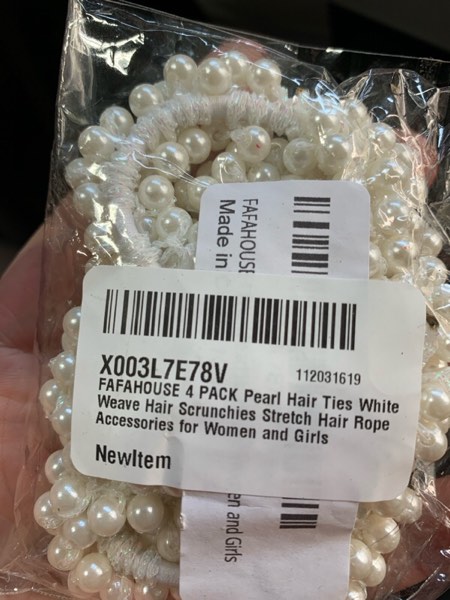 FAFAHOUSE
Made in
X003L7E78V
112031619
FAFAHOUSE 4 PACK Pearl Hair Ties White
Weave Hair Scrunchies Stretch Hair Rope
Accessories for Women and Girls
NewItem
and Girls